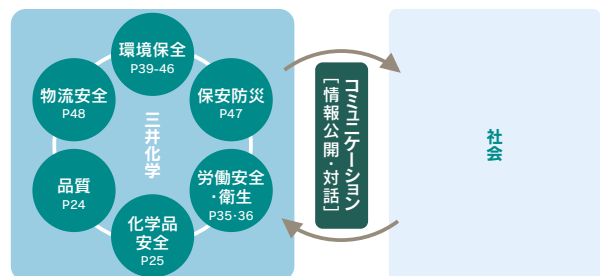 環境保全
P39-46
物流安全
P48
保安防災
P47
三井化学
品質
P24
労働安全
・衛生
P35・36
化学品
安全
P25
コミュニケーション
［情報公開・対話］
社会